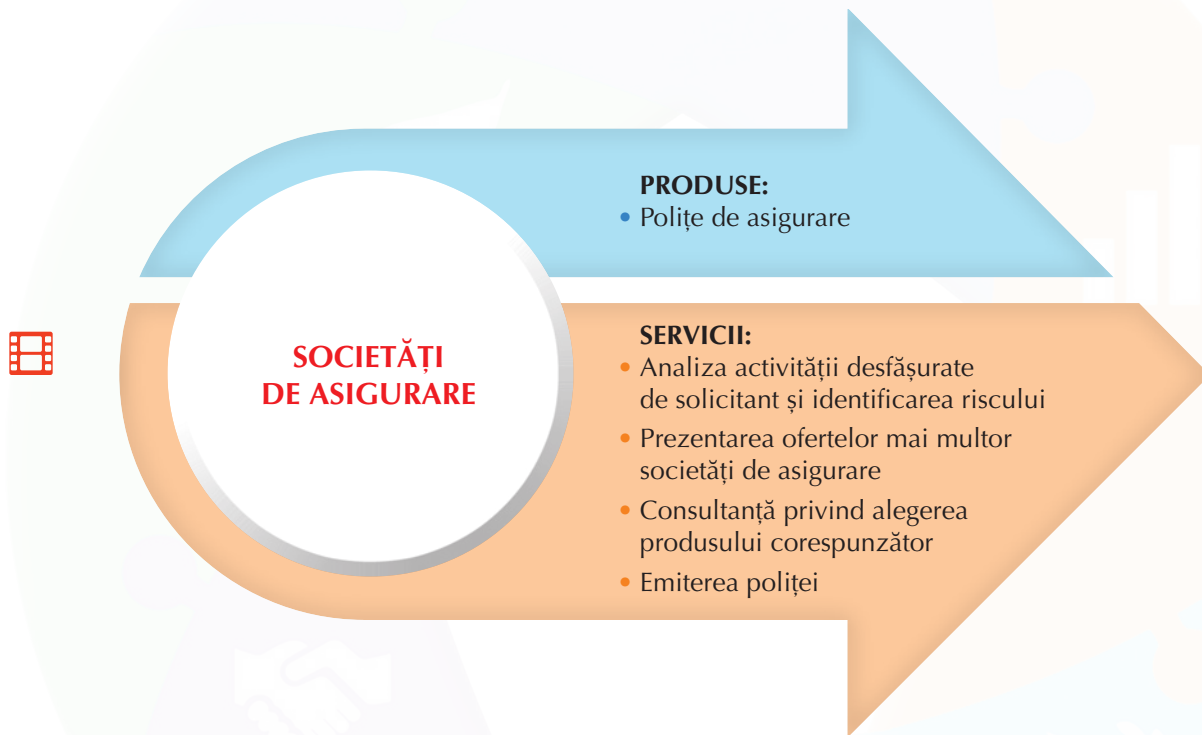 PRODUSE:
• Polițe de asigurare
SOCIETĂȚI
DE ASIGURARE
SERVICII:
• Analiza activității desfășurate
de solicitant și identificarea riscului
• Prezentarea ofertelor mai multor
societăți de asigurare
• Consultanță privind alegerea
produsului corespunzător
• Emiterea poliței